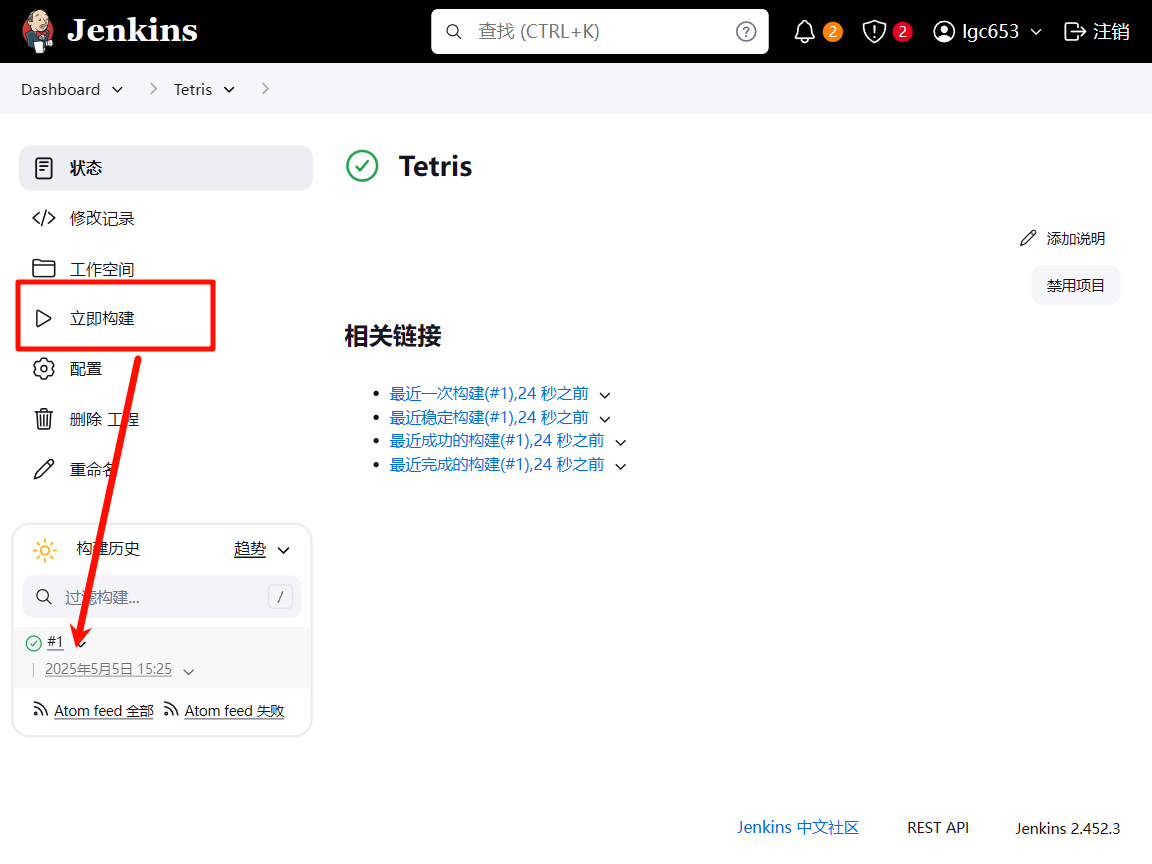 Jenkins
查找 (CTRL+K)
?
2
2
lgc653
注销
Dashboard
Tetris
状态
修改记录
工作空间
立即构建
配置
删除 工程
重命名
Tetris
添加说明
禁用项目
相关链接
最近一次构建(#1),24 秒之前
最近稳定构建(#1),24 秒之前
最近成功的构建(#1),24 秒之前
最近完成的构建(#1),24 秒之前
构建历史
趋势
过滤构建...
/
#1
2025年5月5日 15:25
Atom feed 全部
Atom feed 失败
Jenkins 中文社区
REST API
Jenkins 2.452.3